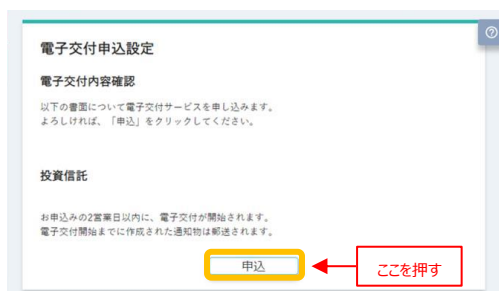 電子交付申込設定
電子交付内容確認
以下の書面について電子交付サービスを申し込みます。
よろしければ、「申込」をクリックしてください。
投資信託
お申込みの2営業日以内に、電子交付が開始されます。
電子交付開始までに作成された通知物は郵送されます。
申込
ここを押す